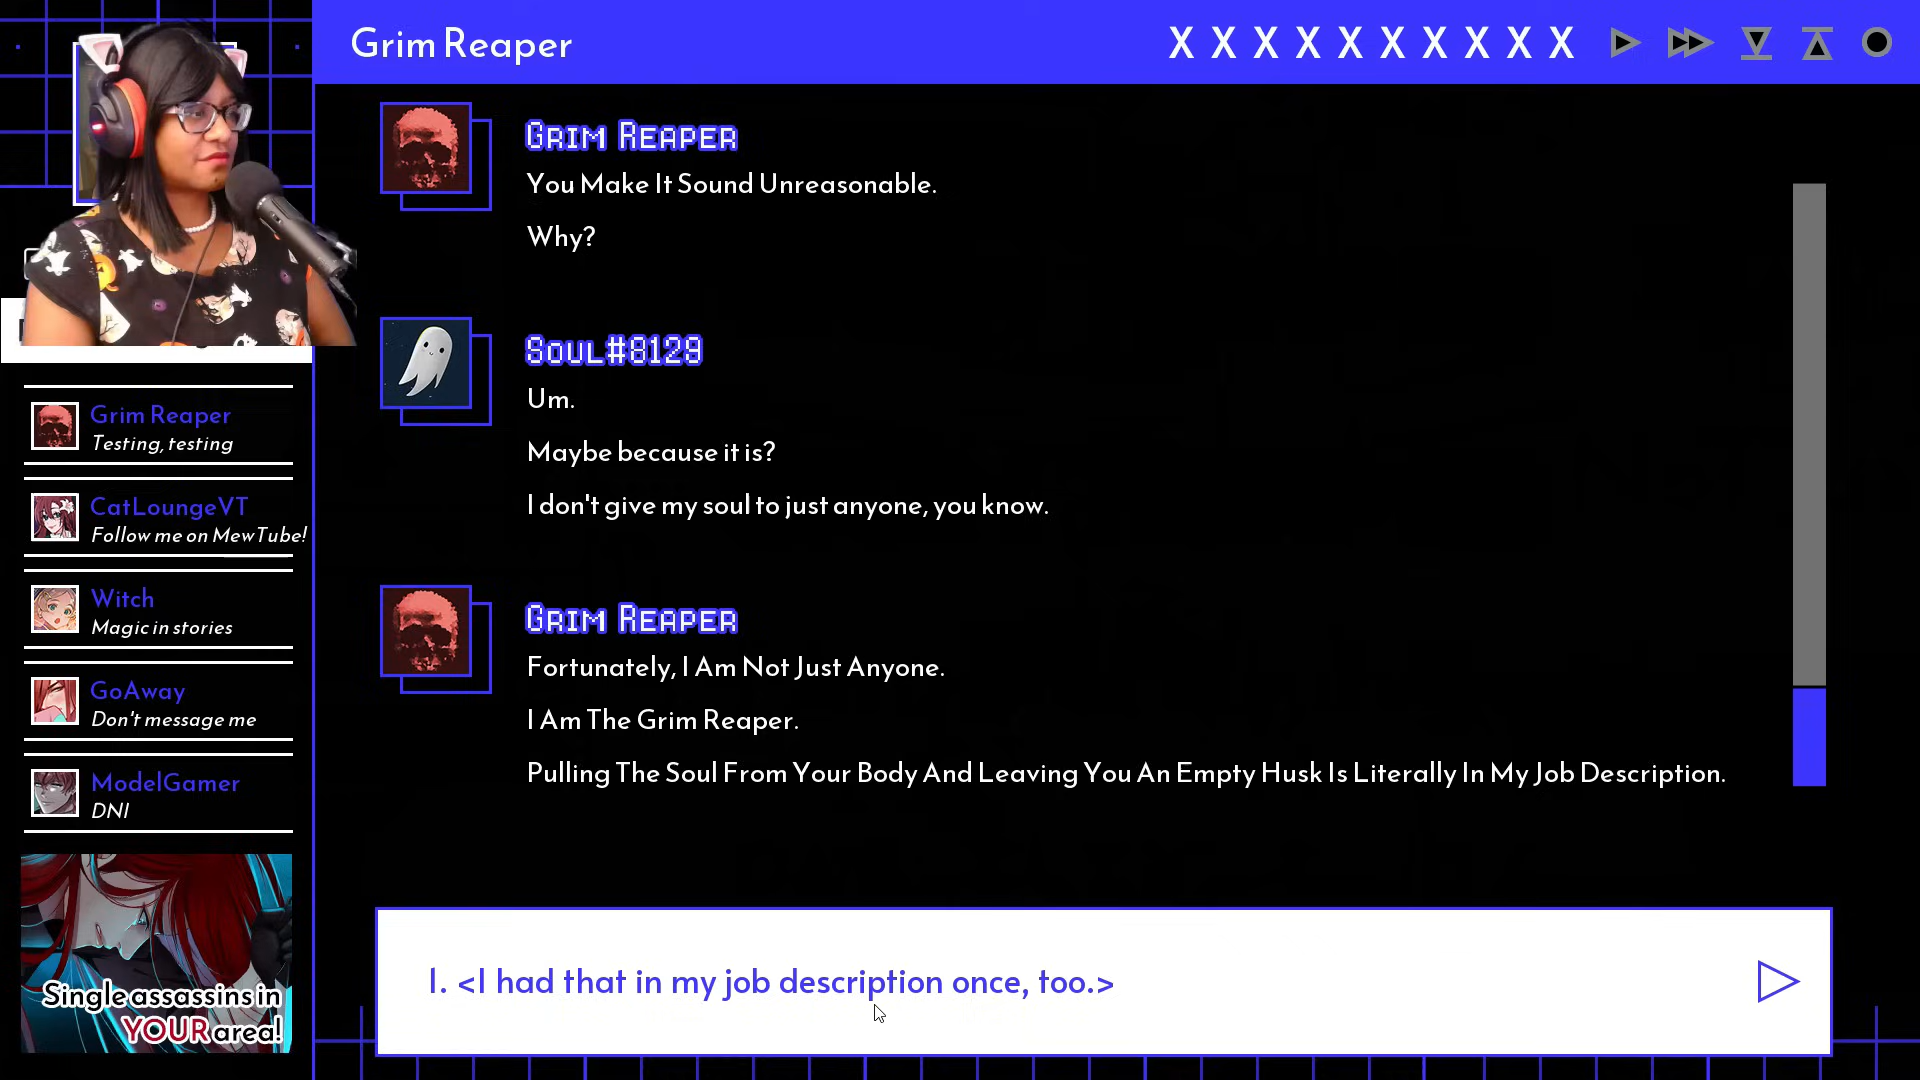 Grim Reaper
X X X X X X X X X X
Grim Reaper
You Make It Sound Unreasonable.
Why?
Soul#8129
Um.
Maybe because it is?
I don't give my soul to just anyone, you know.
Grim Reaper
Fortunately, I Am Not Just Anyone.
I Am The Grim Reaper.
Pulling The Soul From Your Body And Leaving You An Empty Husk Is Literally In My Job Description.
1. <I had that in my job description once, too.>
Grim Reaper
Testing, testing
CatLoungeVT
Follow me on MewTube!
Witch
Magic in stories
GoAway
Don't message me
ModelGamer
DNI
Single assassins in
YOUR area!